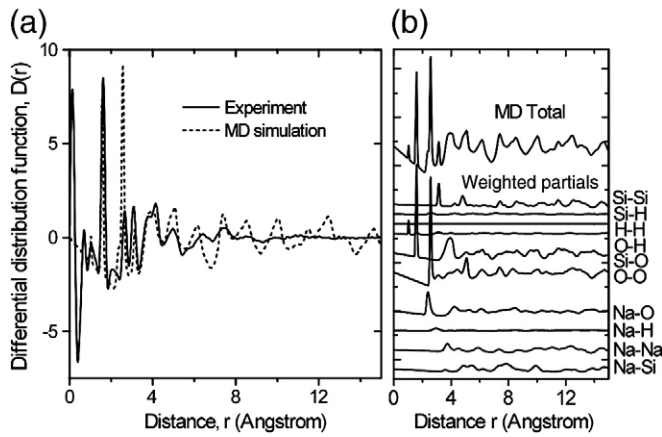 (a)
Differential distribution function, D(r)
10
5
0
-5
Experiment
MD simulation
0 4 8 12
Distance, r (Angstrom)
(b)
MD Total
Weighted partials
Si-Si
Si-H
H-H
O-H
Si-O
O-O
Na-O
Na-H
Na-Na
Na-Si
0 4 8 12
Distance r (Angstrom)